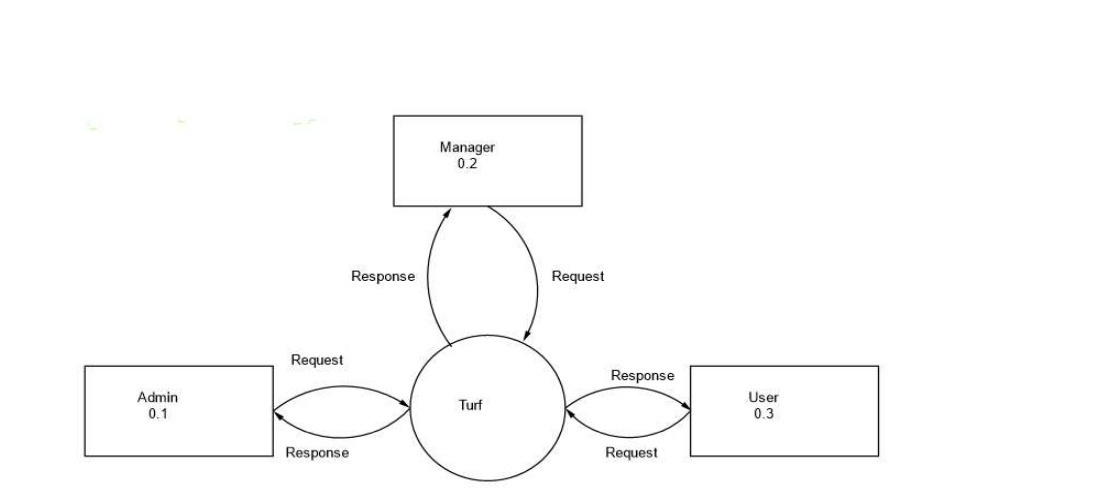 Manager
0.2
Response
Request
Request
Response
Admin
0.1
Turf
User
0.3
Response
Request